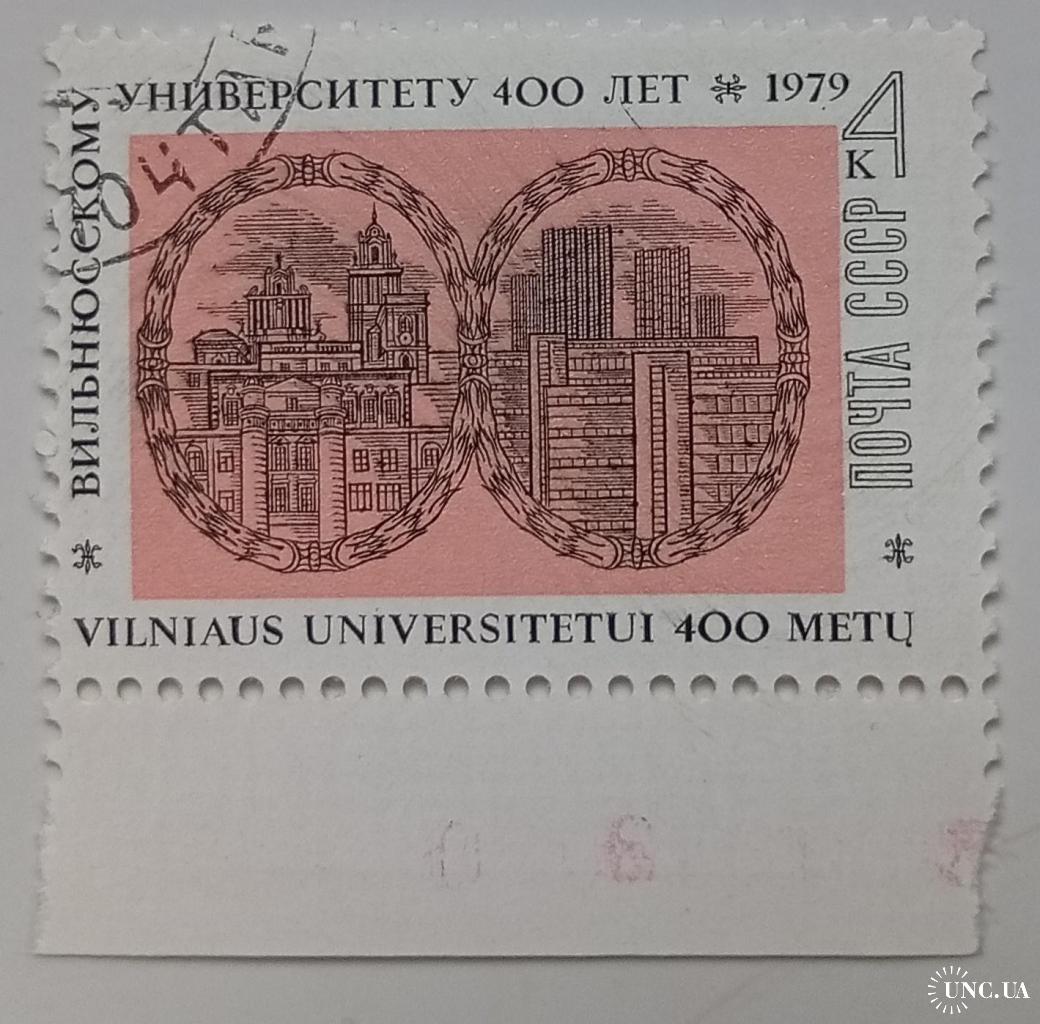 ВИЛЬНЮССКОМУ
УНИВЕРСИТЕТУ 400 ЛЕТ 1979
4
К
ПОЧТА СССР
VILNIAUS UNIVERSITETUI 400 METŲ
UNC.UA